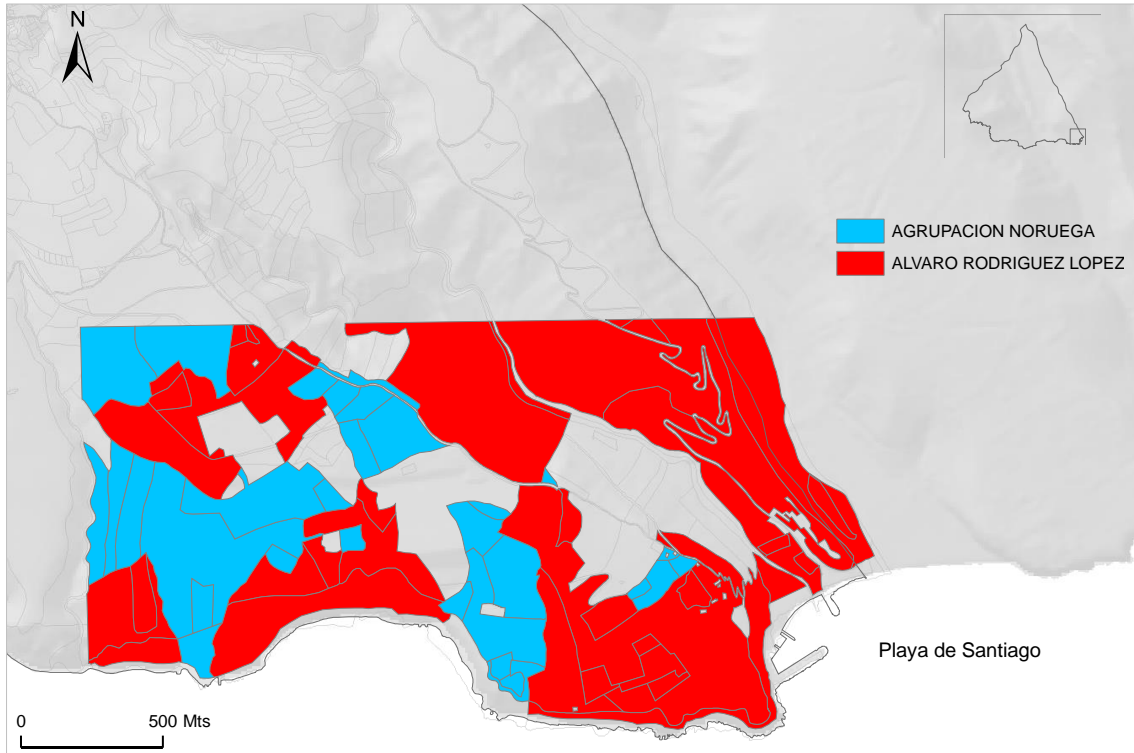 N
AGRUPACION NORUEGA
ALVARO RODRIGUEZ LOPEZ
Playa de Santiago
0 500 Mts